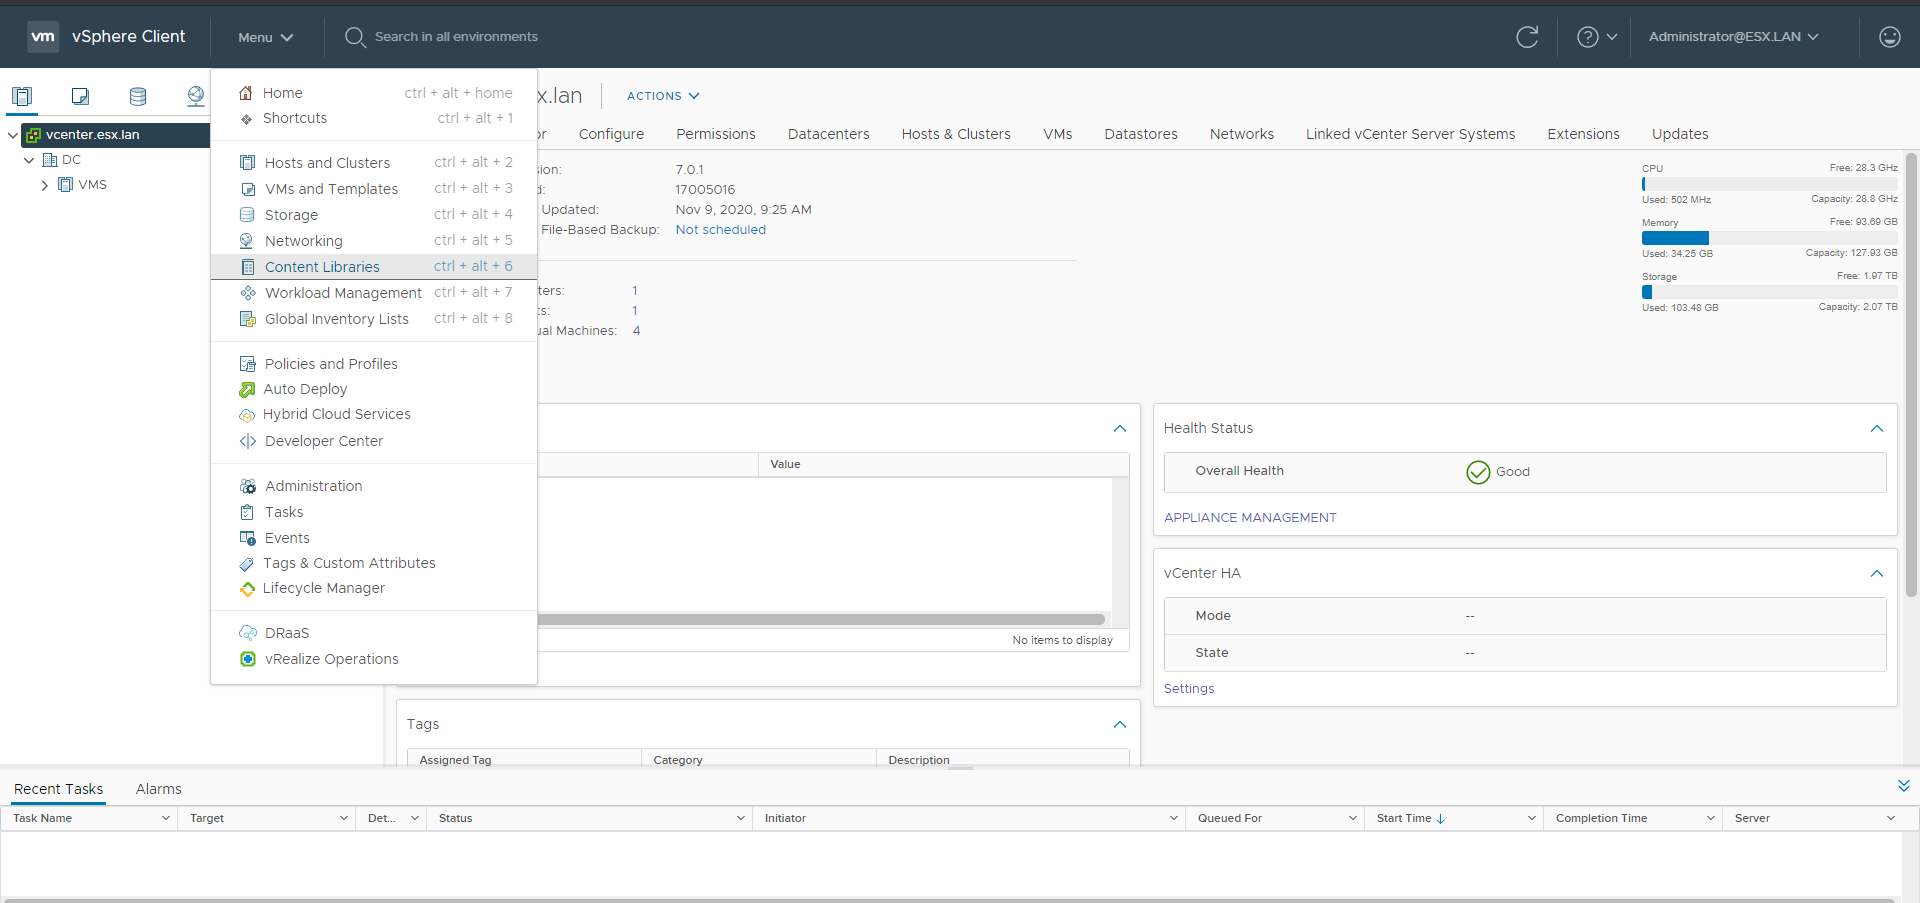 vm vSphere Client Menu Search in all environments Administrator@ESX.LAN
Home ctrl + alt + home
Shortcuts ctrl + alt + 1
Hosts and Clusters ctrl + alt + 2
VMs and Templates ctrl + alt + 3
Storage ctrl + alt + 4
Networking ctrl + alt + 5
Content Libraries ctrl + alt + 6
Workload Management ctrl + alt + 7
Global Inventory Lists ctrl + alt + 8
Policies and Profiles
Auto Deploy
Hybrid Cloud Services
Developer Center
Administration
Tasks
Events
Tags & Custom Attributes
Lifecycle Manager
DRaaS
vRealize Operations
vcenter.esx.lan
DC
VMS
x.lan ACTIONS
or Configure Permissions Datacenters Hosts & Clusters VMs Datastores Networks Linked vCenter Server Systems Extensions Updates
sion: 7.0.1
d: 17005016
Updated: Nov 9, 2020, 9:25 AM
File-Based Backup: Not scheduled
ters: 1
ts: 1
ual Machines: 4
CPU Free: 28.3 GHz
Used: 502 MHz Capacity: 28.8 GHz
Memory Free: 93.69 GB
Used: 34.25 GB Capacity: 127.93 GB
Storage Free: 1.97 TB
Used: 103.48 GB Capacity: 2.07 TB
Value
No items to display
Health Status
Overall Health Good
APPLIANCE MANAGEMENT
vCenter HA
Mode --
State --
Settings
Tags
Assigned Tag Category Description
Recent Tasks Alarms
Task Name Target Det... Status Initiator Queued For Start Time Completion Time Server